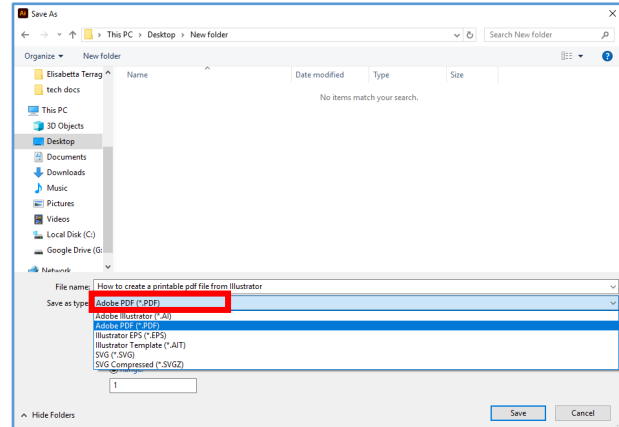 Ai Save As
This PC > Desktop > New folder
Search New folder
Organize New folder
Elisabetta Terrag
Name Date modified Type Size
tech docs
No items match your search.
This PC
3D Objects
Desktop
Documents
Downloads
Music
Pictures
Videos
Local Disk (C:)
Google Drive (G:
Network
File name: How to create a printable pdf file from Illustrator
Save as type: Adobe PDF (*.PDF)
Adobe Illustrator (*.AI)
Adobe PDF (*.PDF)
Illustrator EPS (*.EPS)
Illustrator Template (*.AIT)
SVG (*.SVG)
SVG Compressed (*.SVGZ)
Range:
1
Hide Folders
Save Cancel